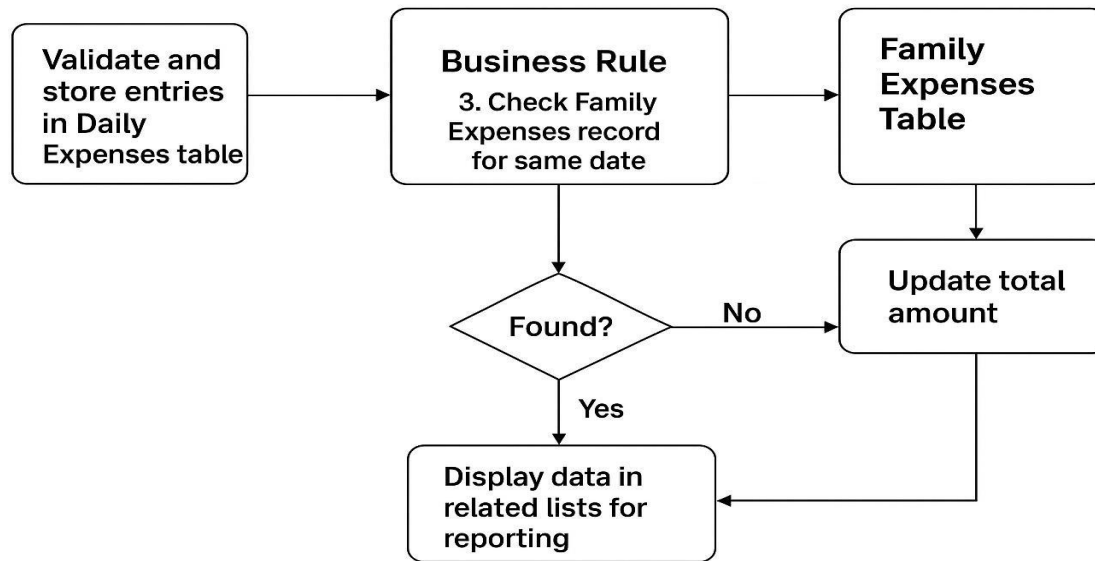 Validate and
store entries
in Daily
Expenses table
Business Rule
3. Check Family
Expenses record
for same date
Family
Expenses
Table
Update total
amount
Found?
No
Yes
Display data in
related lists for
reporting